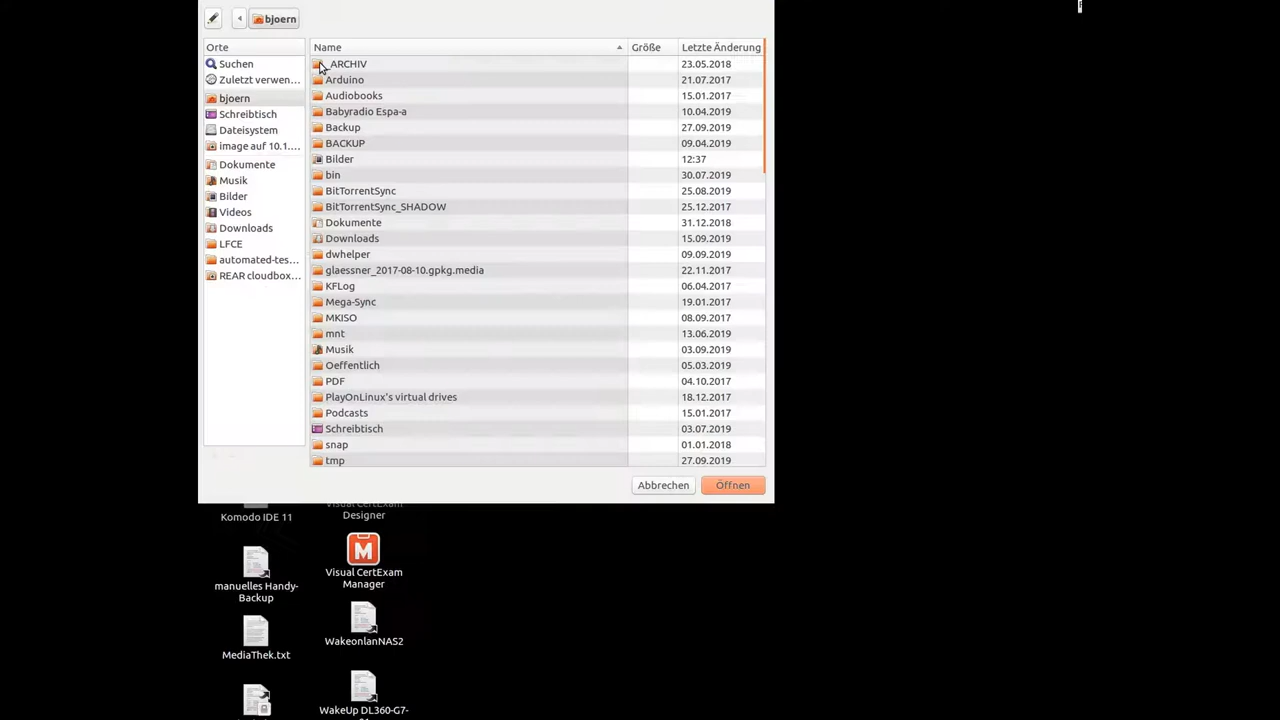 bjoern
Orte
Suchen
Zuletzt verwen...
bjoern
Schreibtisch
Dateisystem
image auf 10.1....
Dokumente
Musik
Bilder
Videos
Downloads
LFCE
automated-tes...
REAR cloudbox...
Name Größe Letzte Änderung
_ARCHIV 23.05.2018
Arduino 21.07.2017
Audiobooks 15.01.2017
Babyradio Espa-a 10.04.2019
Backup 27.09.2019
BACKUP 09.04.2019
Bilder 12:37
bin 30.07.2019
BitTorrentSync 25.08.2019
BitTorrentSync_SHADOW 25.12.2017
Dokumente 31.12.2018
Downloads 15.09.2019
dwhelper 09.09.2019
glaessner_2017-08-10.gpkg.media 22.11.2017
KFLog 06.04.2017
Mega-Sync 19.01.2017
MKISO 08.09.2017
mnt 13.06.2019
Musik 03.09.2019
Oeffentlich 05.03.2019
PDF 04.10.2017
PlayOnLinux's virtual drives 18.12.2017
Podcasts 15.01.2017
Schreibtisch 03.07.2019
snap 01.01.2018
tmp 27.09.2019
Abbrechen Öffnen
Komodo IDE 11
Visual CertExam
Designer
manuelles Handy-
Backup
Visual CertExam
Manager
MediaThek.txt
WakeonlanNAS2
WakeUp DL360-G7-